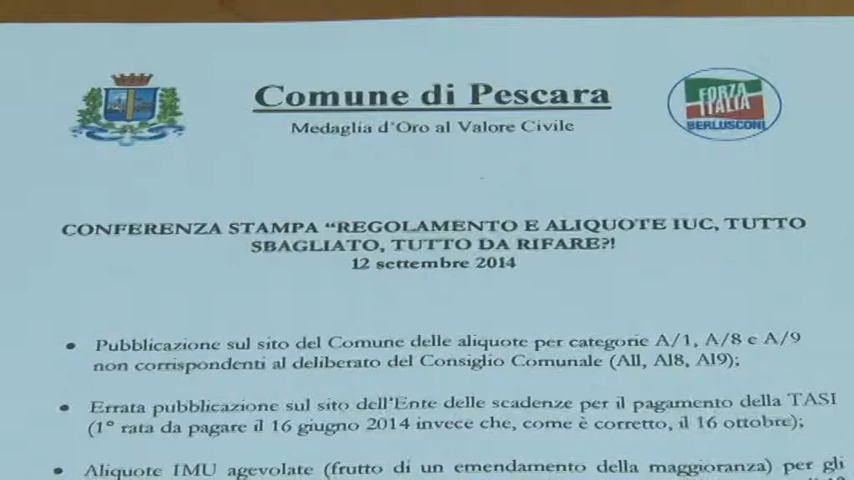 Comune di Pescara
Medaglia d'Oro al Valore Civile
FORZA
ITALIA
BERLUSCONI
CONFERENZA STAMPA “REGOLAMENTO E ALIQUOTE IUC, TUTTO
SBAGLIATO, TUTTO DA RIFARE?!
12 settembre 2014
• Pubblicazione sul sito del Comune delle aliquote per categorie A/1, A/8 e A/9
non corrispondenti al deliberato del Consiglio Comunale (All, Al8, Al9);
• Errata pubblicazione sul sito dell'Ente delle scadenze per il pagamento della TASI
(1° rata da pagare il 16 giugno 2014 invece che, come è corretto, il 16 ottobre);
• Aliquote IMU agevolate (frutto di un emendamento della maggioranza) per gli